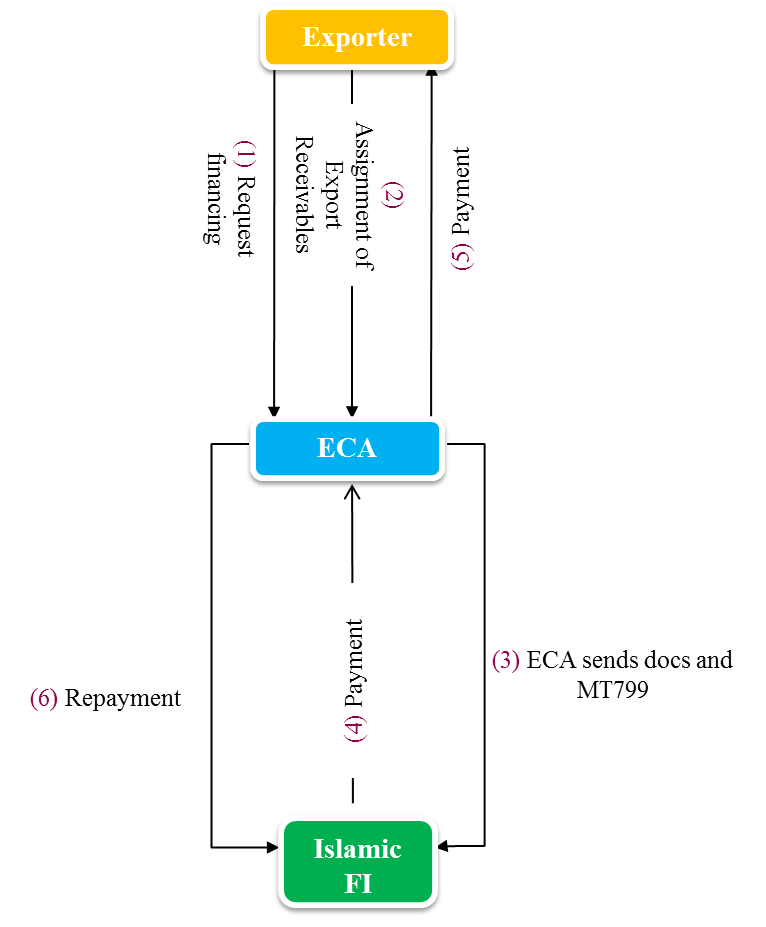 Exporter
(1) Request
financing
(2)
Assignment of
Export
Receivables
(5) Payment
ECA
(3) ECA sends docs and
MT799
(4) Payment
(6) Repayment
Islamic
FI